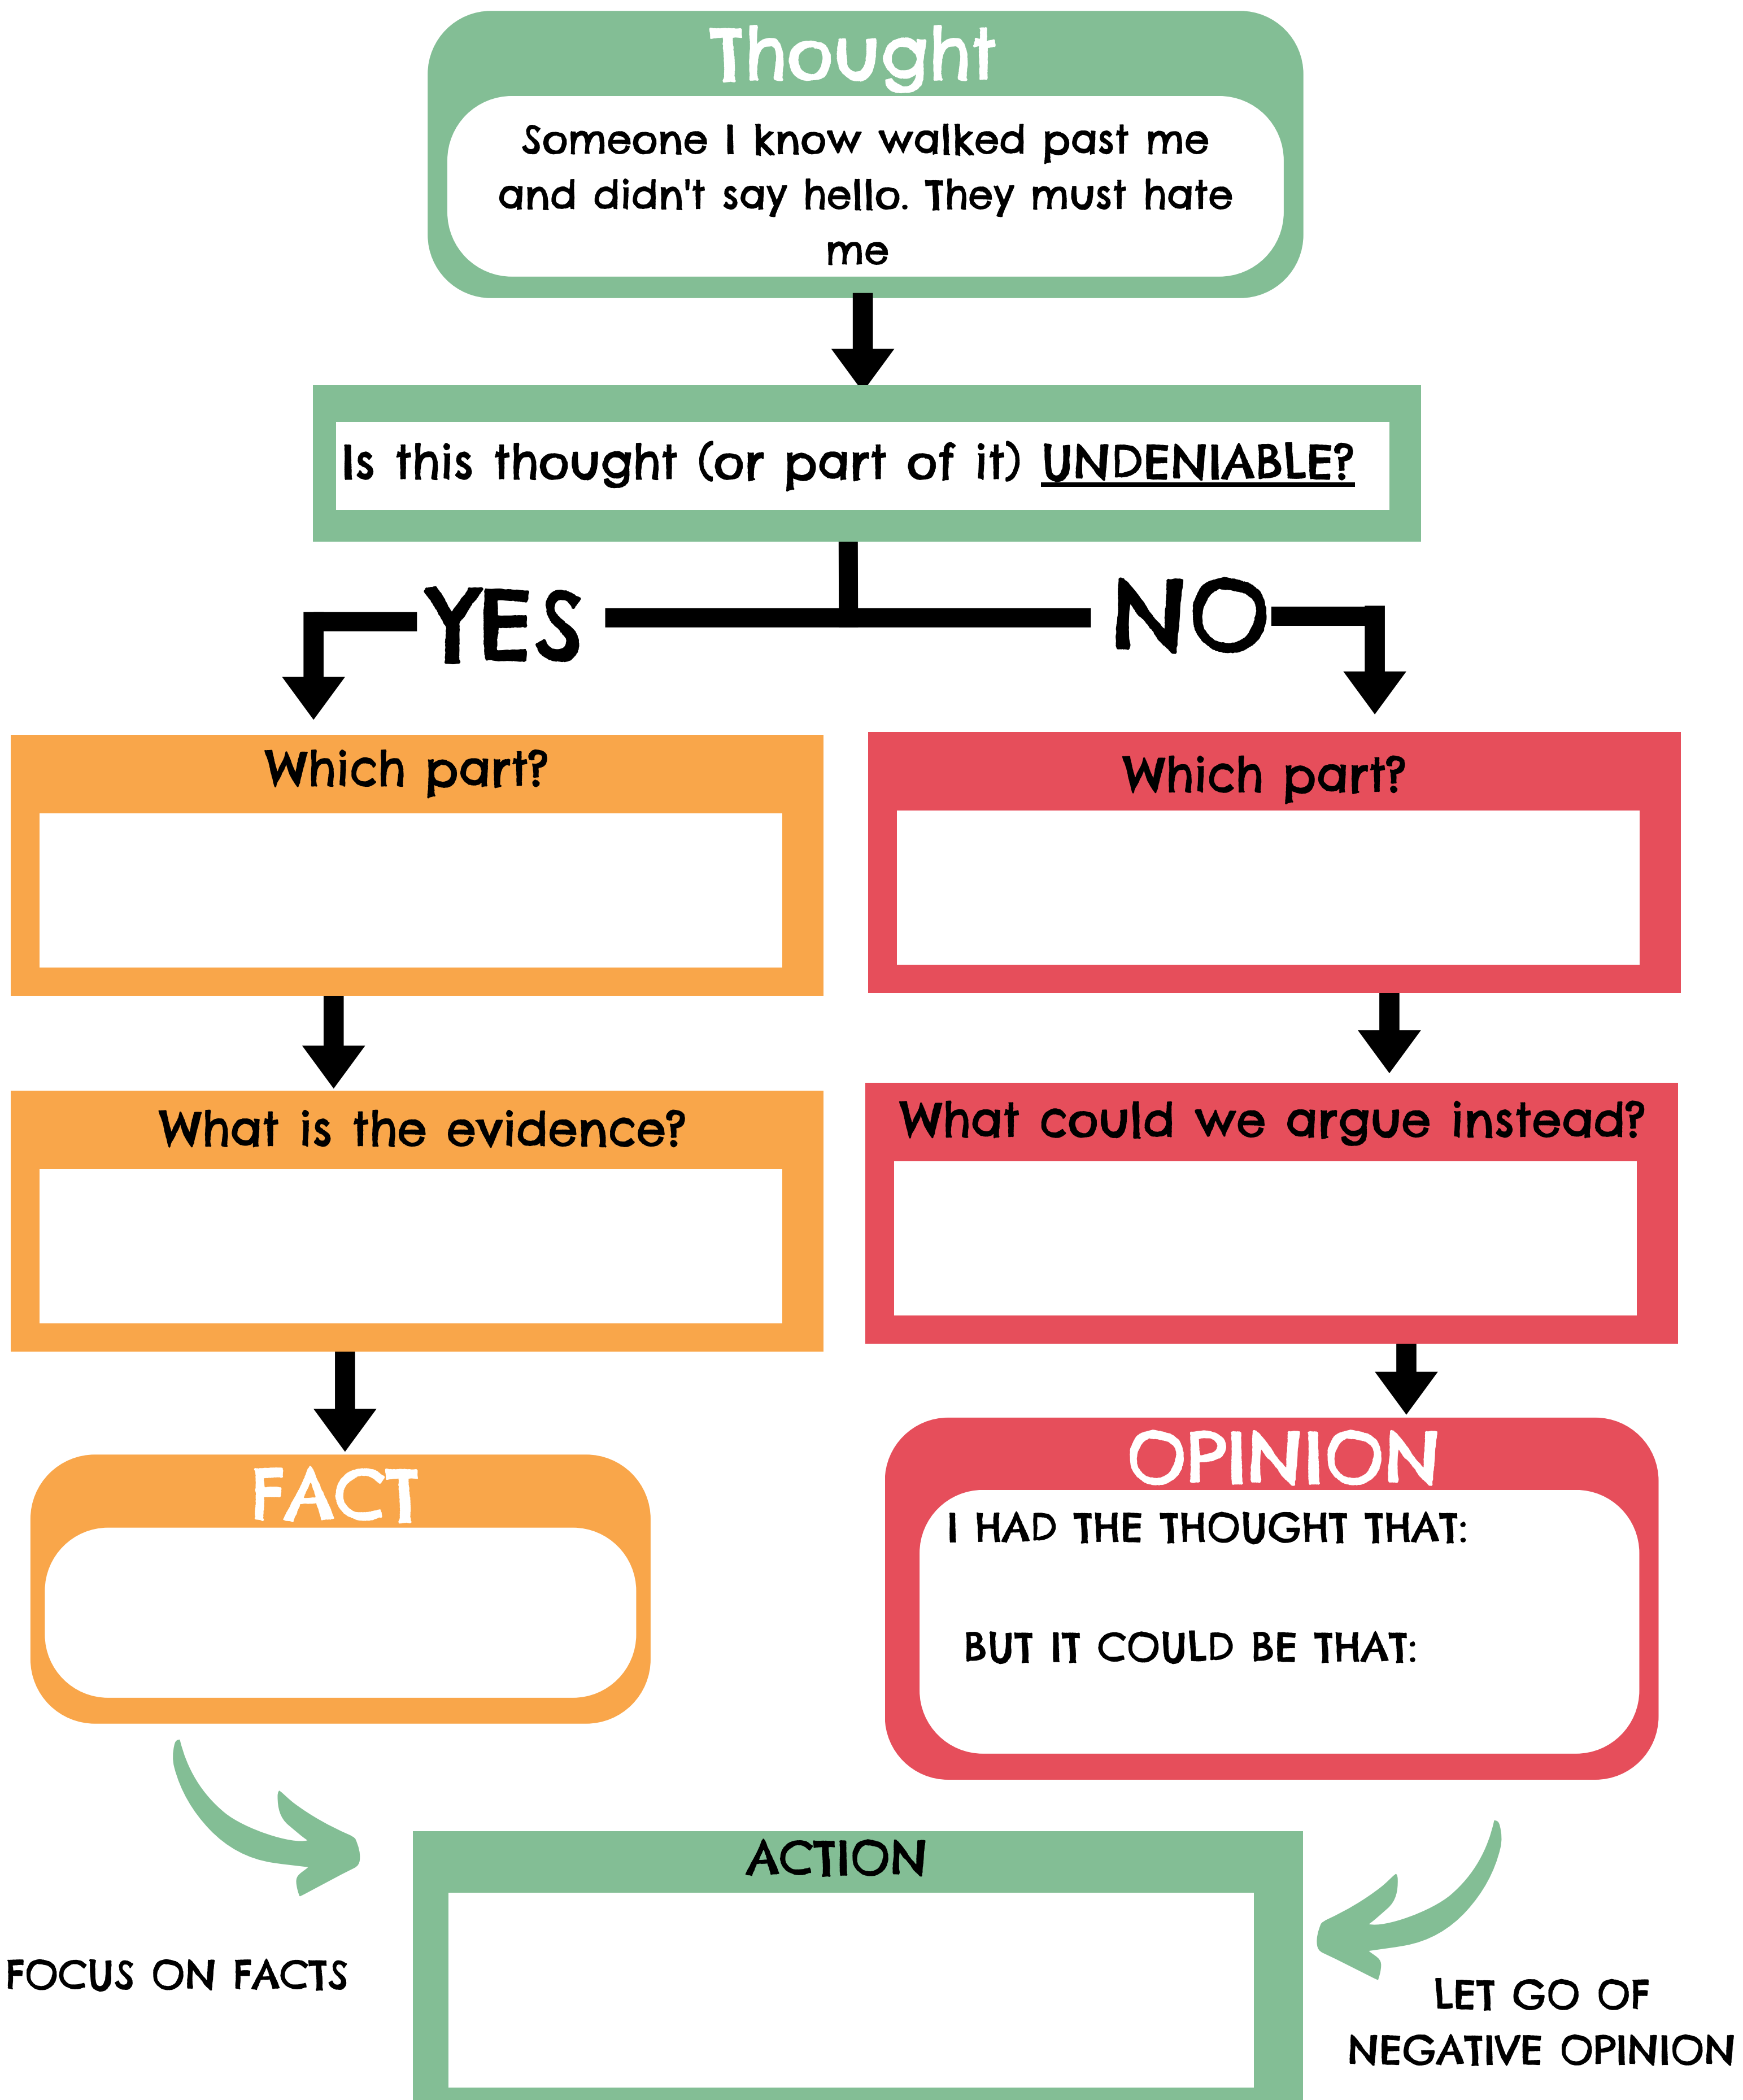 Thought
Someone I know walked past me
and didn't say hello. They must hate
me
Is this thought (or part of it) UNDENIABLE?
YES
NO
Which part?
Which part?
What is the evidence?
What could we argue instead?
FACT
OPINION
I HAD THE THOUGHT THAT:
BUT IT COULD BE THAT:
ACTION
FOCUS ON FACTS
LET GO OF
NEGATIVE OPINION